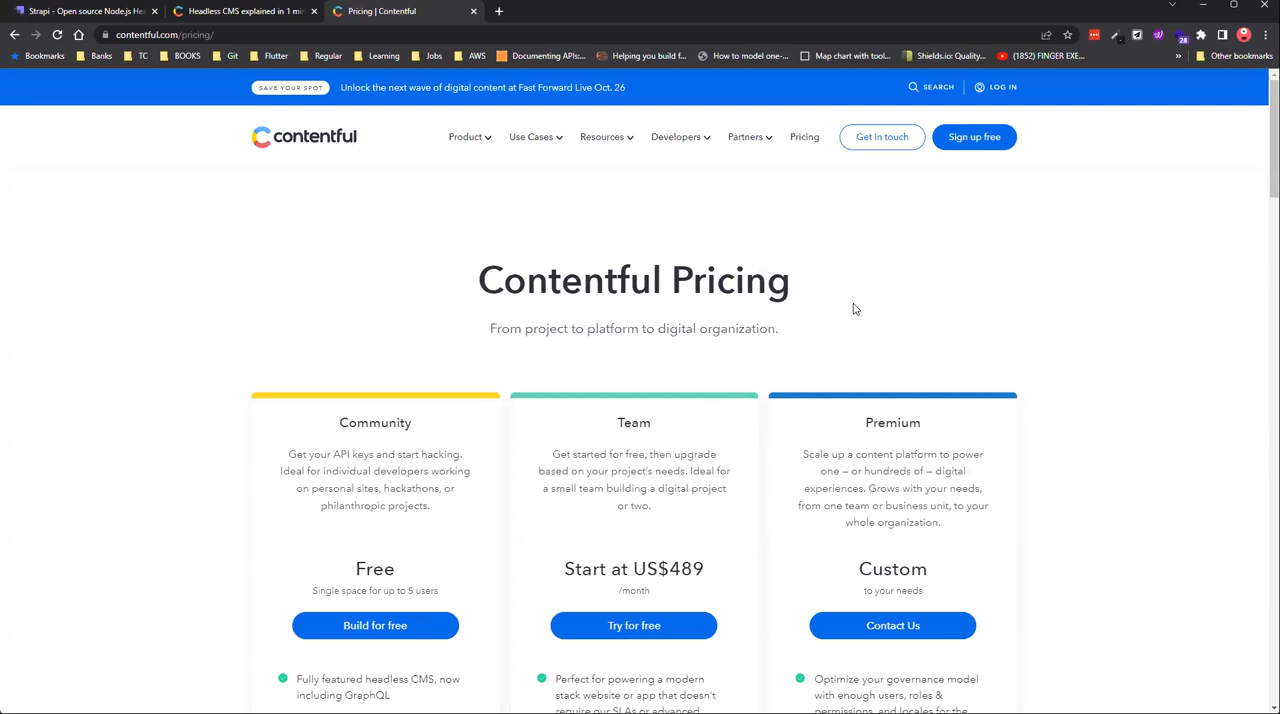 Strapi - Open source Node.js Hea
Headless CMS explained in 1 min
Pricing | Contentful
contentful.com/pricing/
28
Bookmarks Banks TC BOOKS Git Flutter Regular Learning Jobs AWS Documenting APIs:... Helping you build f... How to model one-... Map chart with tool... Shields.io: Quality... (1852) FINGER EXE... » Other bookmarks
SAVE YOUR SPOT Unlock the next wave of digital content at Fast Forward Live Oct. 26 SEARCH LOG IN
contentful Product Use Cases Resources Developers Partners Pricing Get in touch Sign up free
Contentful Pricing
From project to platform to digital organization.
Community
Get your API keys and start hacking.
Ideal for individual developers working
on personal sites, hackathons, or
philanthropic projects.
Free
Single space for up to 5 users
Build for free
Fully featured headless CMS, now
including GraphQL
Team
Get started for free, then upgrade
based on your project's needs. Ideal for
a small team building a digital project
or two.
Start at US$489
/month
Try for free
Perfect for powering a modern
stack website or app that doesn't
require our SLAs or advanced
Premium
Scale up a content platform to power
one – or hundreds of – digital
experiences. Grows with your needs,
from one team or business unit, to your
whole organization.
Custom
to your needs
Contact Us
Optimize your governance model
with enough users, roles &
permissions, and locales for the